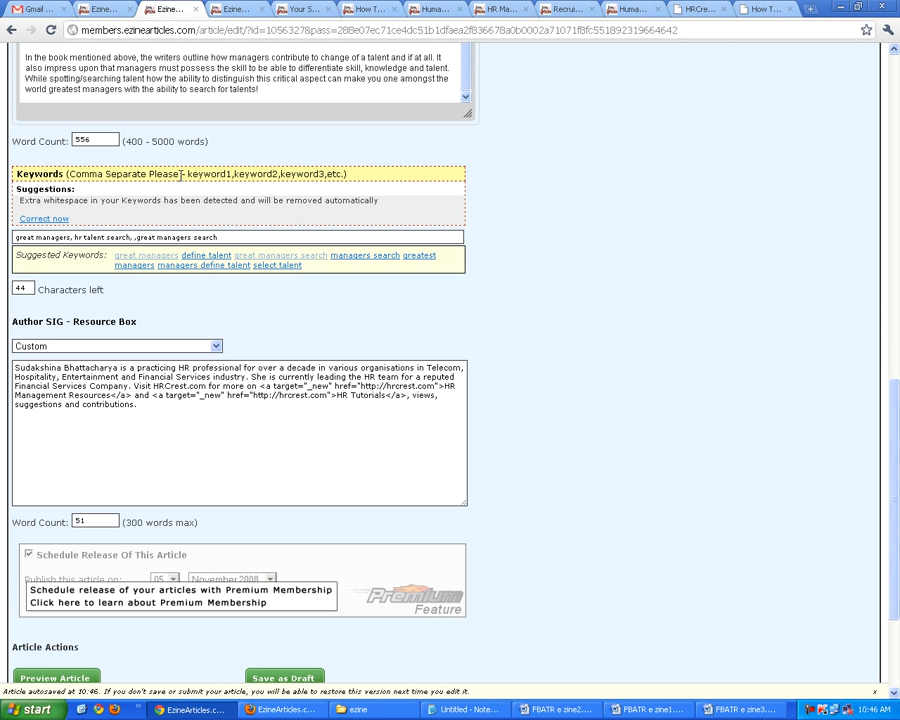 Gmail
Ezine...
Ezine...
Ezine...
Your S...
How T...
Huma...
HR Ma...
Recrui...
Huma...
HRCre...
How T...
members.ezinearticles.com/article/edit/?id=1056327&pass=
In the book mentioned above, the writers outline how managers contribute to change of a talent and if at all. It
also impress upon that managers must possess the skill to be able to differentiate skill, knowledge and talent.
While spotting/searching talent how the ability to distinguish this critical aspect can make you one amongst the
world greatest managers with the ability to search for talents!
Word Count: 556 (400 - 5000 words)
Keywords (Comma Separate Please - keyword1,keyword2,keyword3,etc.)
Suggestions:
Extra whitespace in your Keywords has been detected and will be removed automatically
Correct now
great managers, hr talent search, ,great managers search
Suggested Keywords: great managers define talent great managers search managers search greatest
managers managers define talent select talent
44 Characters left
Author SIG - Resource Box
Custom
Sudakshina Bhattacharya is a practicing HR professional for over a decade in various organisations in Telecom,
Hospitality, Entertainment and Financial Services industry. She is currently leading the HR team for a reputed
Financial Services Company. Visit HRCrest.com for more on <a target="_new" href="http://hrcrest.com">HR
Management Resources</a> and <a target="_new" href="http://hrcrest.com">HR Tutorials</a>, views,
suggestions and contributions.
Word Count: 51 (300 words max)
Schedule Release Of This Article
Publish this article on: 05 November 2008
Schedule release of your articles with Premium Membership
Click here to learn about Premium Membership
Premium
Feature
Article Actions
Preview Article
Save as Draft
Article autosaved at 10:46. If you don't save or submit your article, you will be able to restore this version next time you edit it.
x
start
EzineArticles.c...
EzineArticles.c...
ezine
Untitled - Note...
FBATR e zine2....
FBATR e zine1....
FBATR e zine3....
10:46 AM